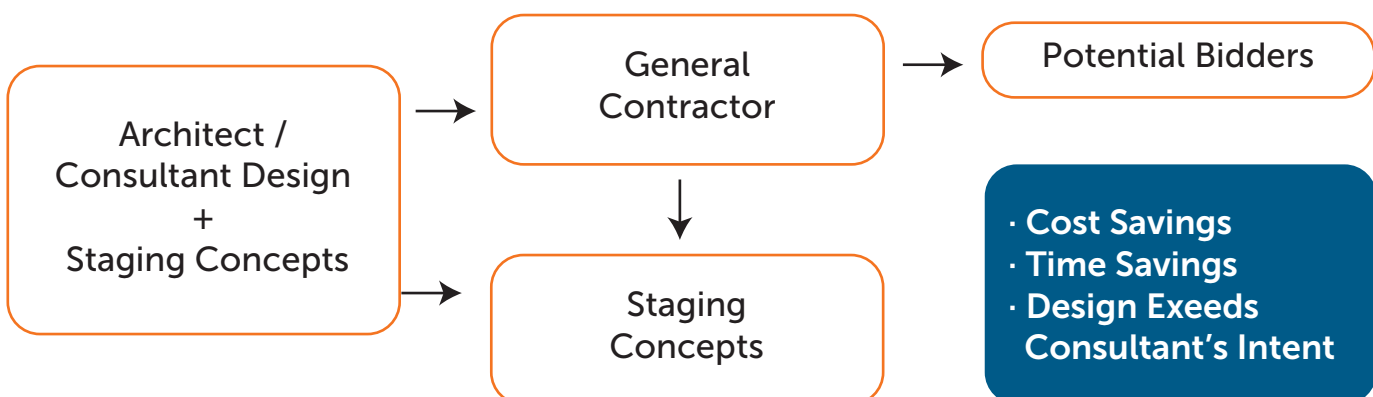 Architect /
Consultant Design
+
Staging Concepts
General
Contractor
Potential Bidders
Staging
Concepts
· Cost Savings
· Time Savings
· Design Exeeds
Consultant’s Intent